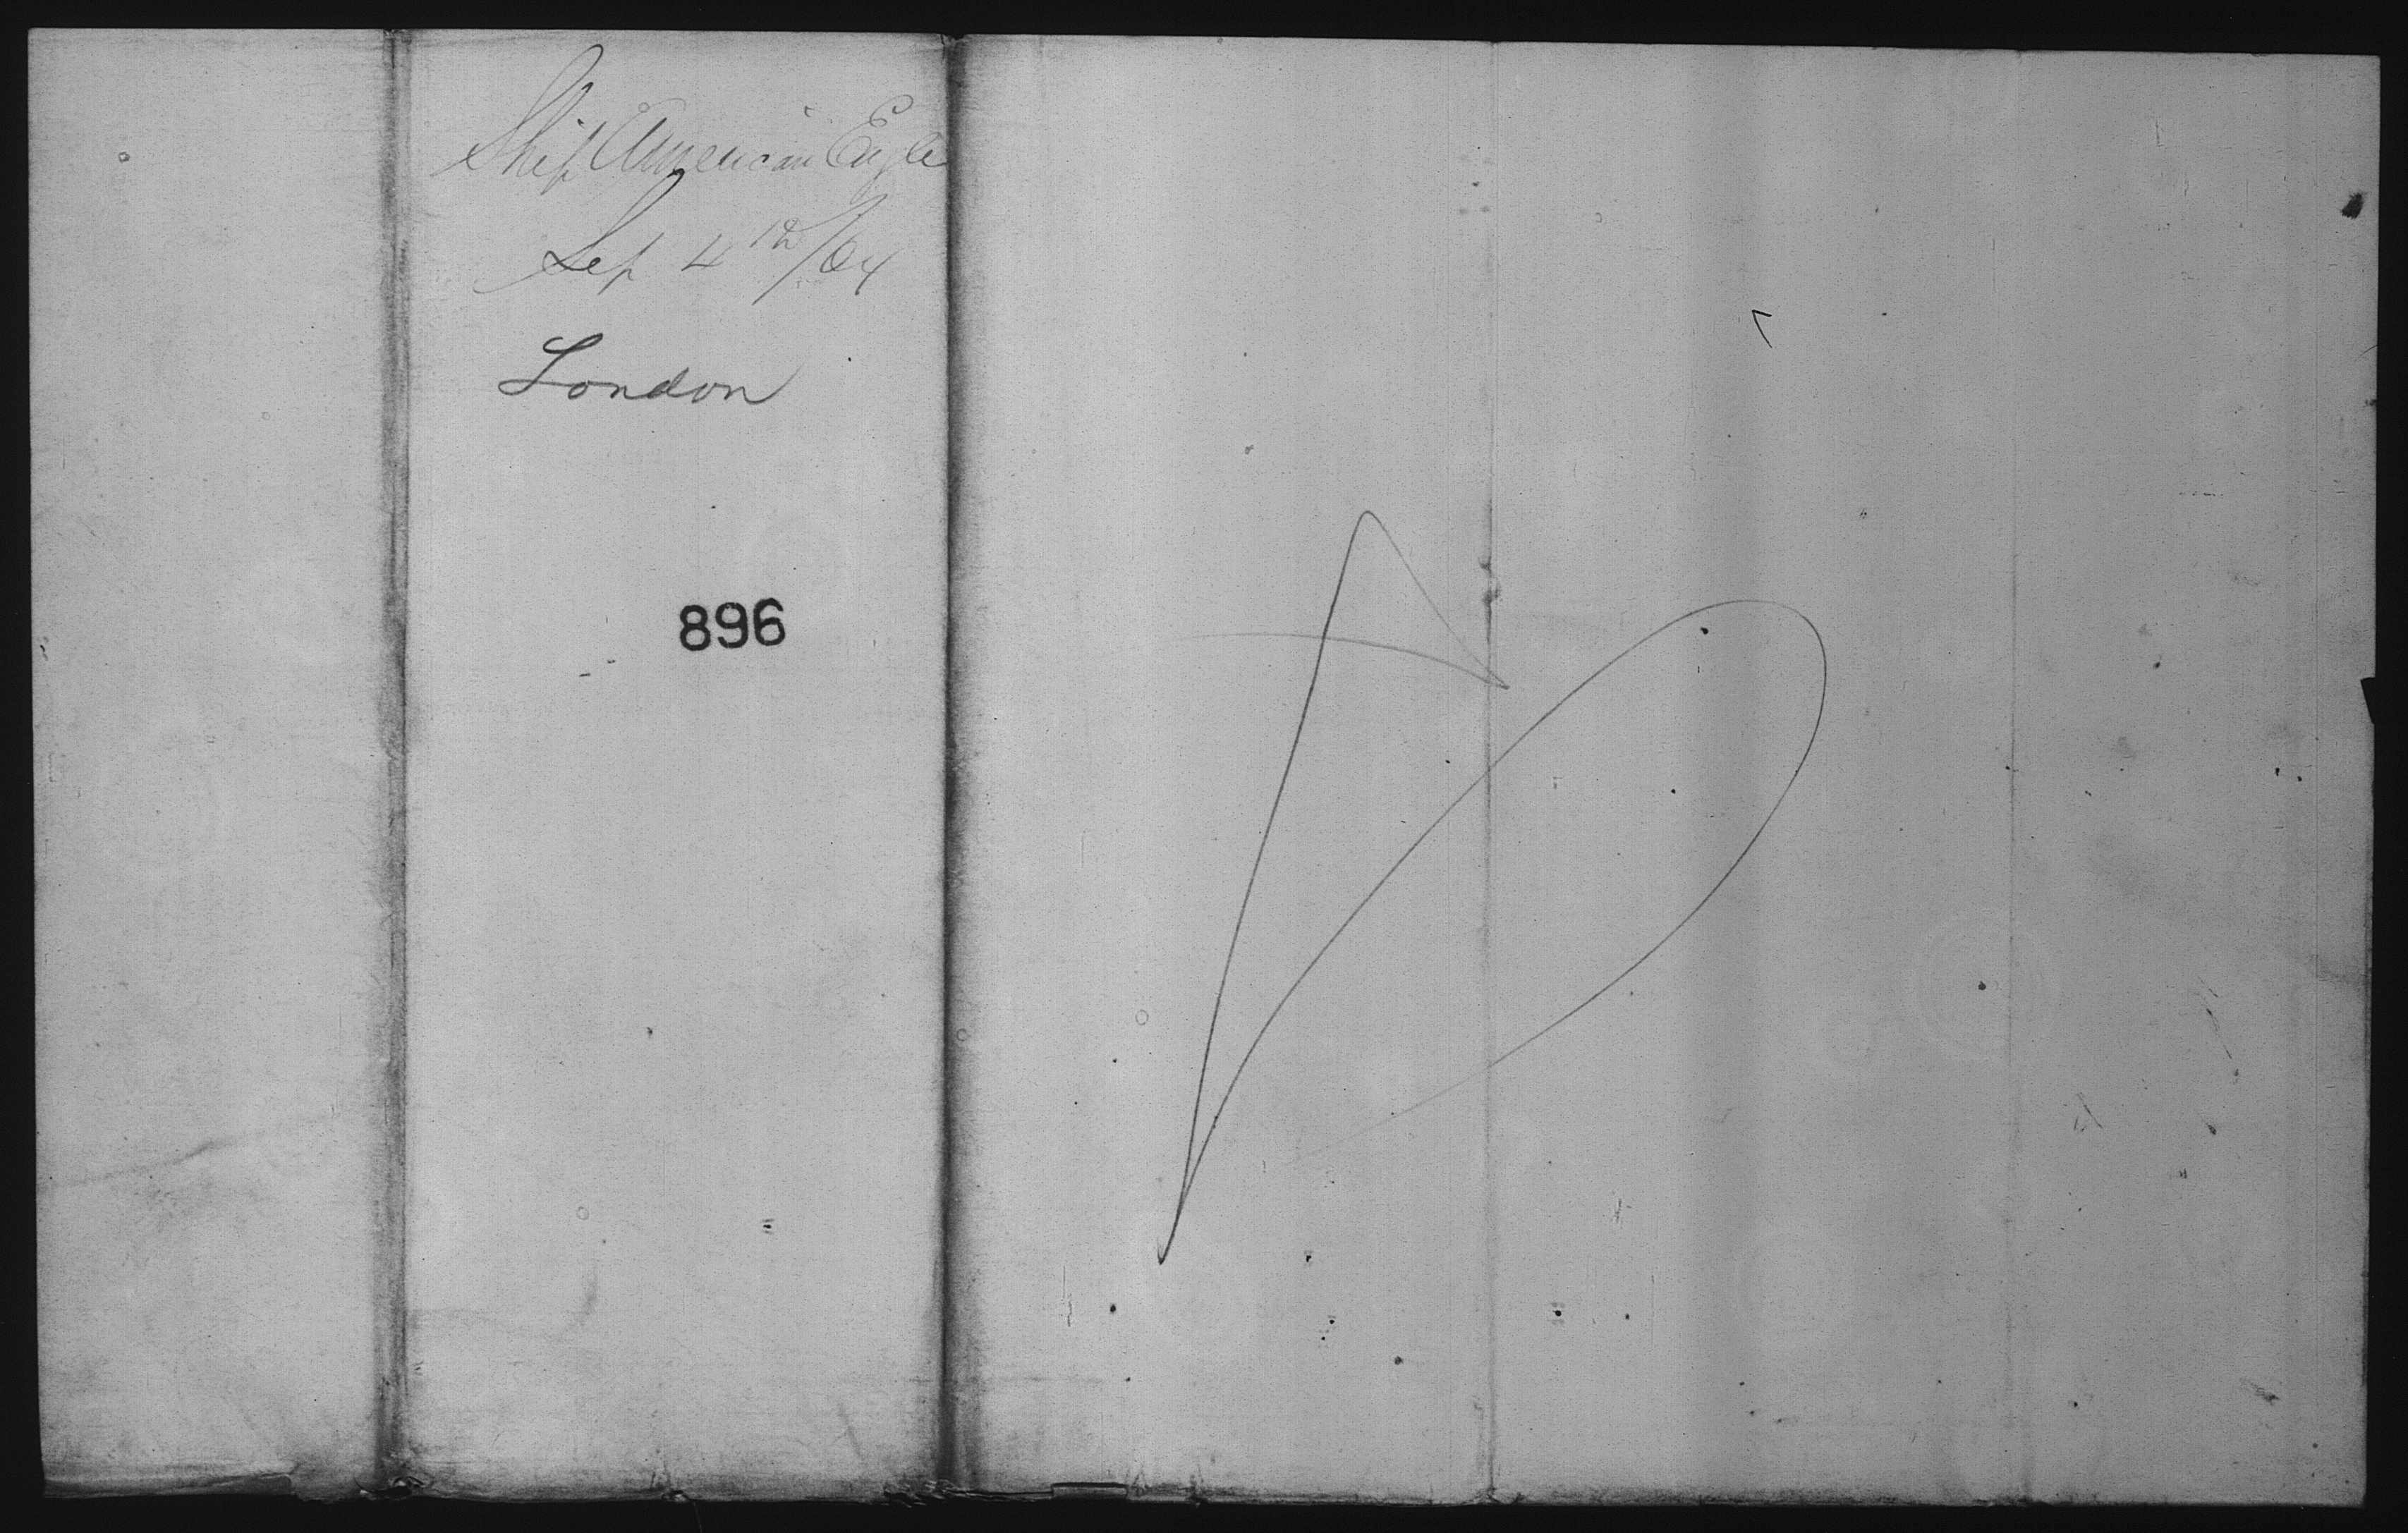 Ship American Eagle
Sep 4th/64
London
896